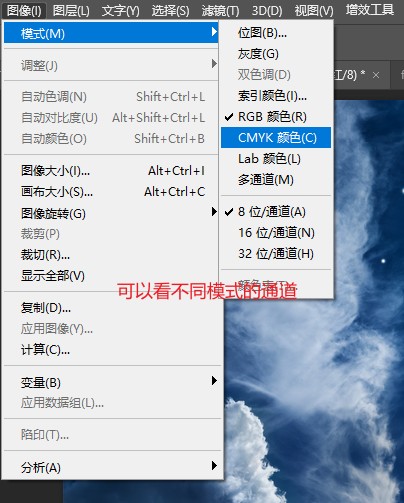 图像(I) 图层(L) 文字(Y) 选择(S) 滤镜(T) 3D(D) 视图(V) 增效工具
模式(M)
调整(J)
自动色调(N) Shift+Ctrl+L
自动对比度(U) Alt+Shift+Ctrl+L
自动颜色(O) Shift+Ctrl+B
图像大小(I)... Alt+Ctrl+I
画布大小(S)... Alt+Ctrl+C
图像旋转(G)
裁剪(P)
裁切(R)...
显示全部(V)
复制(D)...
应用图像(Y)...
计算(C)...
变量(B)
应用数据组(L)...
陷印(T)...
分析(A)
位图(B)...
灰度(G)
双色调(D)
索引颜色(I)...
RGB 颜色(R)
CMYK 颜色(C)
Lab 颜色(L)
多通道(M)
8 位/通道(A)
16 位/通道(N)
32 位/通道(H)
颜色表(T)...
可以看不同模式的通道
/8) * ×